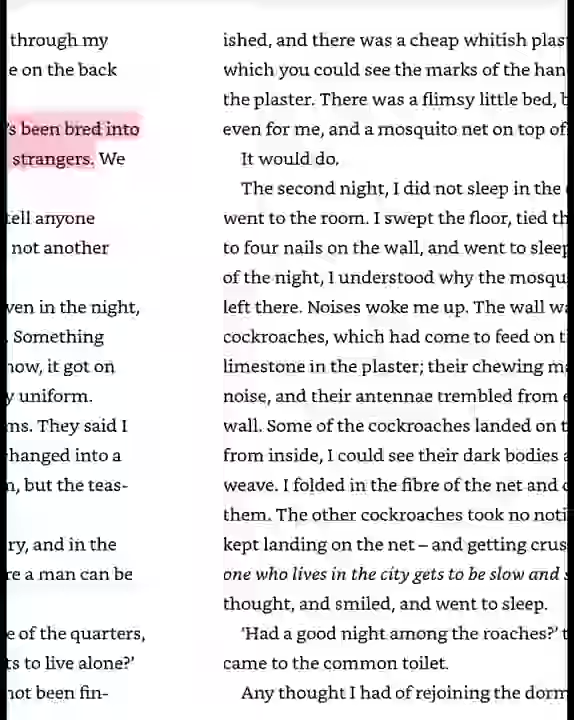 through my
e on the back
's been bred into
strangers. We
tell anyone
not another
ven in the night,
. Something
now, it got on
y uniform.
ms. They said I
hanged into a
n, but the teas-
ry, and in the
re a man can be
e of the quarters,
ts to live alone?'
not been fin-
ished, and there was a cheap whitish plas
which you could see the marks of the han
the plaster. There was a flimsy little bed, b
even for me, and a mosquito net on top of
It would do.
The second night, I did not sleep in the
went to the room. I swept the floor, tied th
to four nails on the wall, and went to sleep
of the night, I understood why the mosqu
left there. Noises woke me up. The wall wa
cockroaches, which had come to feed on t
limestone in the plaster; their chewing ma
noise, and their antennae trembled from e
wall. Some of the cockroaches landed on t
from inside, I could see their dark bodies a
weave. I folded in the fibre of the net and c
them. The other cockroaches took no noti
kept landing on the net – and getting crus
one who lives in the city gets to be slow and s
thought, and smiled, and went to sleep.
'Had a good night among the roaches?' t
came to the common toilet.
Any thought I had of rejoining the dorm